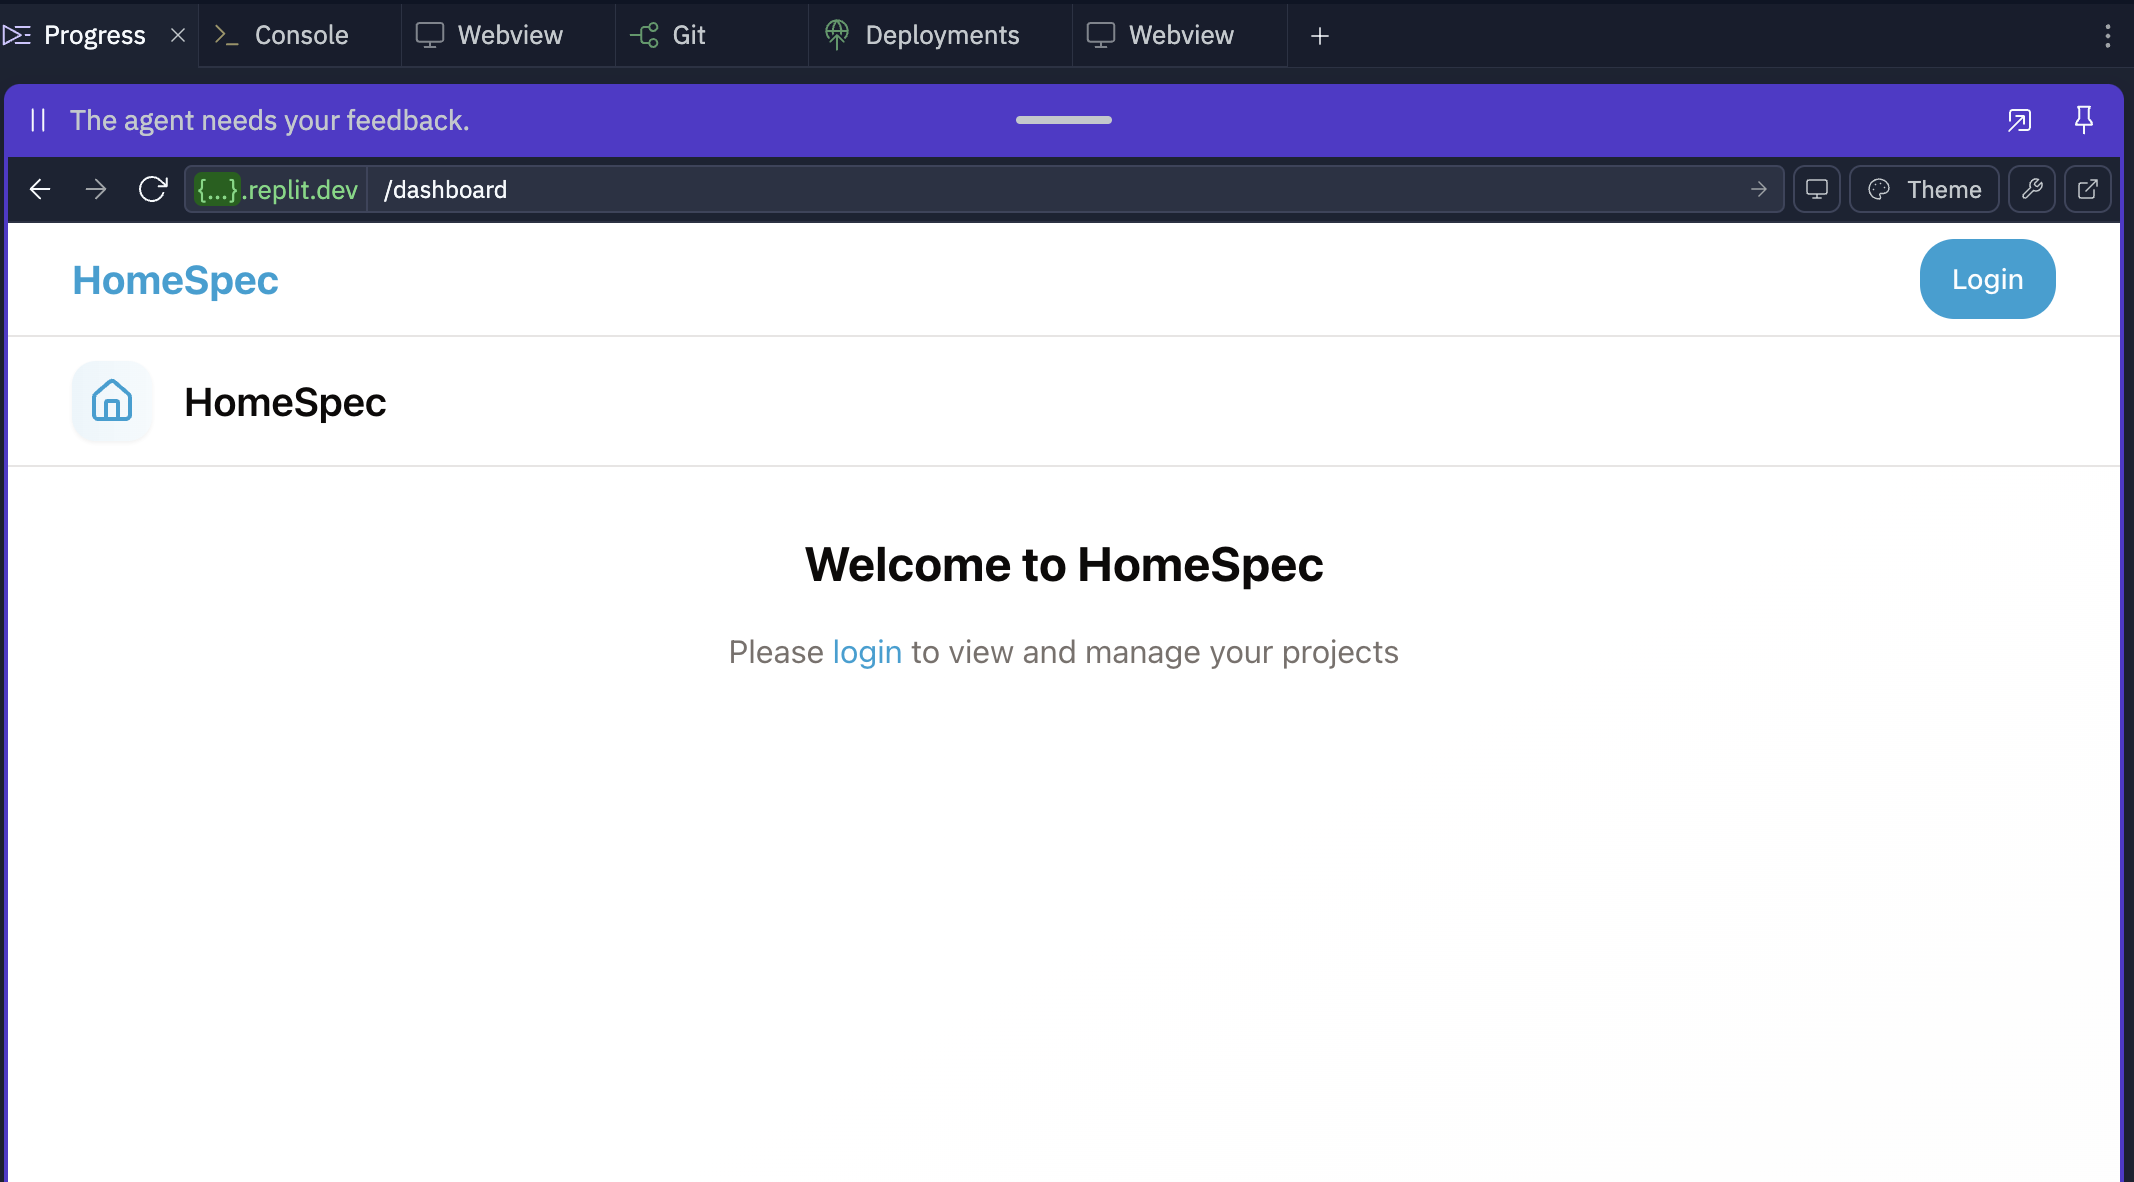 Progress Console Webview Git Deployments Webview
The agent needs your feedback.
{...}.replit.dev /dashboard Theme
HomeSpec Login
HomeSpec
Welcome to HomeSpec
Please login to view and manage your projects